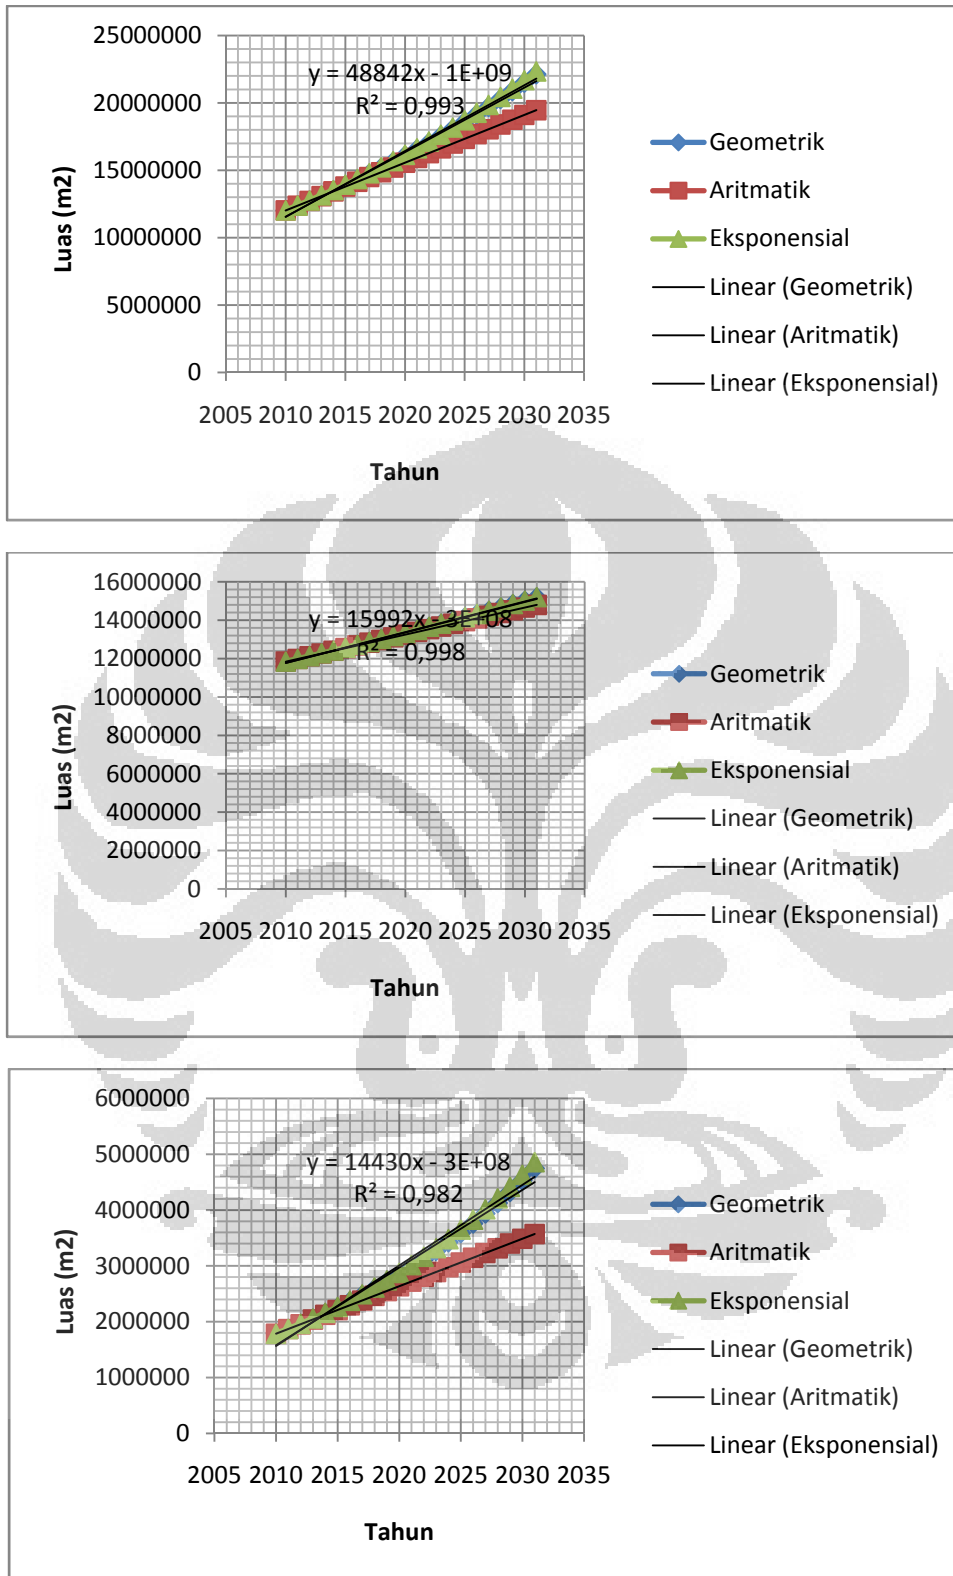 25000000
20000000
15000000
10000000
5000000
0
Luas (m2)
y = 48842x - 1E+09
R² = 0,993
2005 2010 2015 2020 2025 2030 2035
Tahun
Geometrik
Aritmatik
Eksponensial
Linear (Geometrik)
Linear (Aritmatik)
Linear (Eksponensial)
16000000
14000000
12000000
10000000
8000000
6000000
4000000
2000000
0
Luas (m2)
y = 15992x - 3E+08
R² = 0,998
2005 2010 2015 2020 2025 2030 2035
Tahun
Geometrik
Aritmatik
Eksponensial
Linear (Geometrik)
Linear (Aritmatik)
Linear (Eksponensial)
6000000
5000000
4000000
3000000
2000000
1000000
0
Luas (m2)
y = 14430x - 3E+08
R² = 0,982
2005 2010 2015 2020 2025 2030 2035
Tahun
Geometrik
Aritmatik
Eksponensial
Linear (Geometrik)
Linear (Aritmatik)
Linear (Eksponensial)